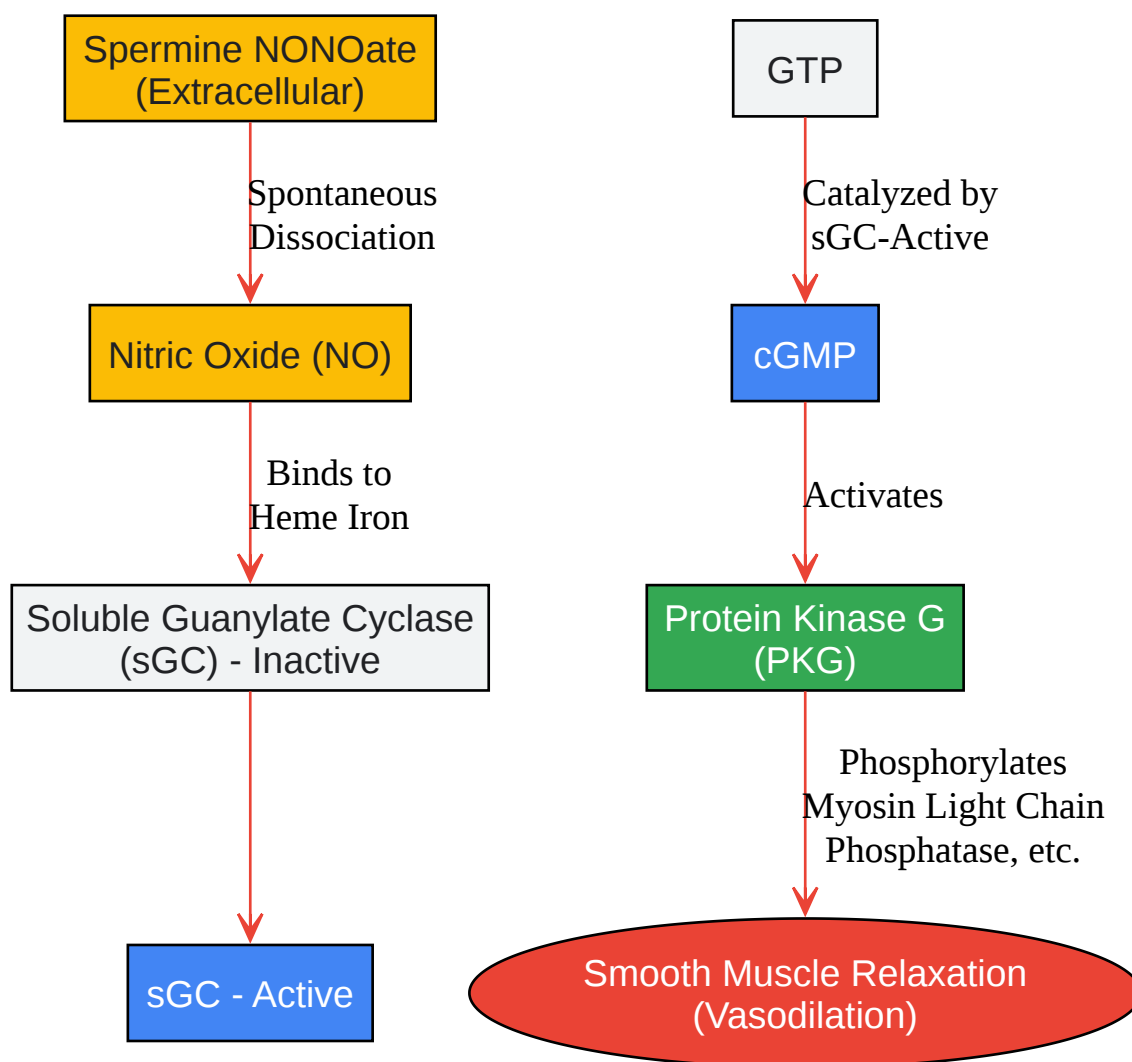 Spermine NONOate
(Extracellular)
Spontaneous
Dissociation
Nitric Oxide (NO)
Binds to
Heme Iron
Soluble Guanylate Cyclase
(sGC) - Inactive
sGC - Active
GTP
Catalyzed by
sGC-Active
cGMP
Activates
Protein Kinase G
(PKG)
Phosphorylates
Myosin Light Chain
Phosphatase, etc.
Smooth Muscle Relaxation
(Vasodilation)